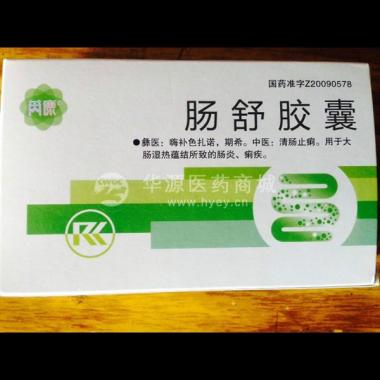 国药准字Z20090578
肠舒胶囊
●彝医：嗨补色扎诺，期希。中医：清肠止痢。用于大
肠湿热蕴结所致的肠炎、痢疾。
华源医药商城
www.hyey.cn